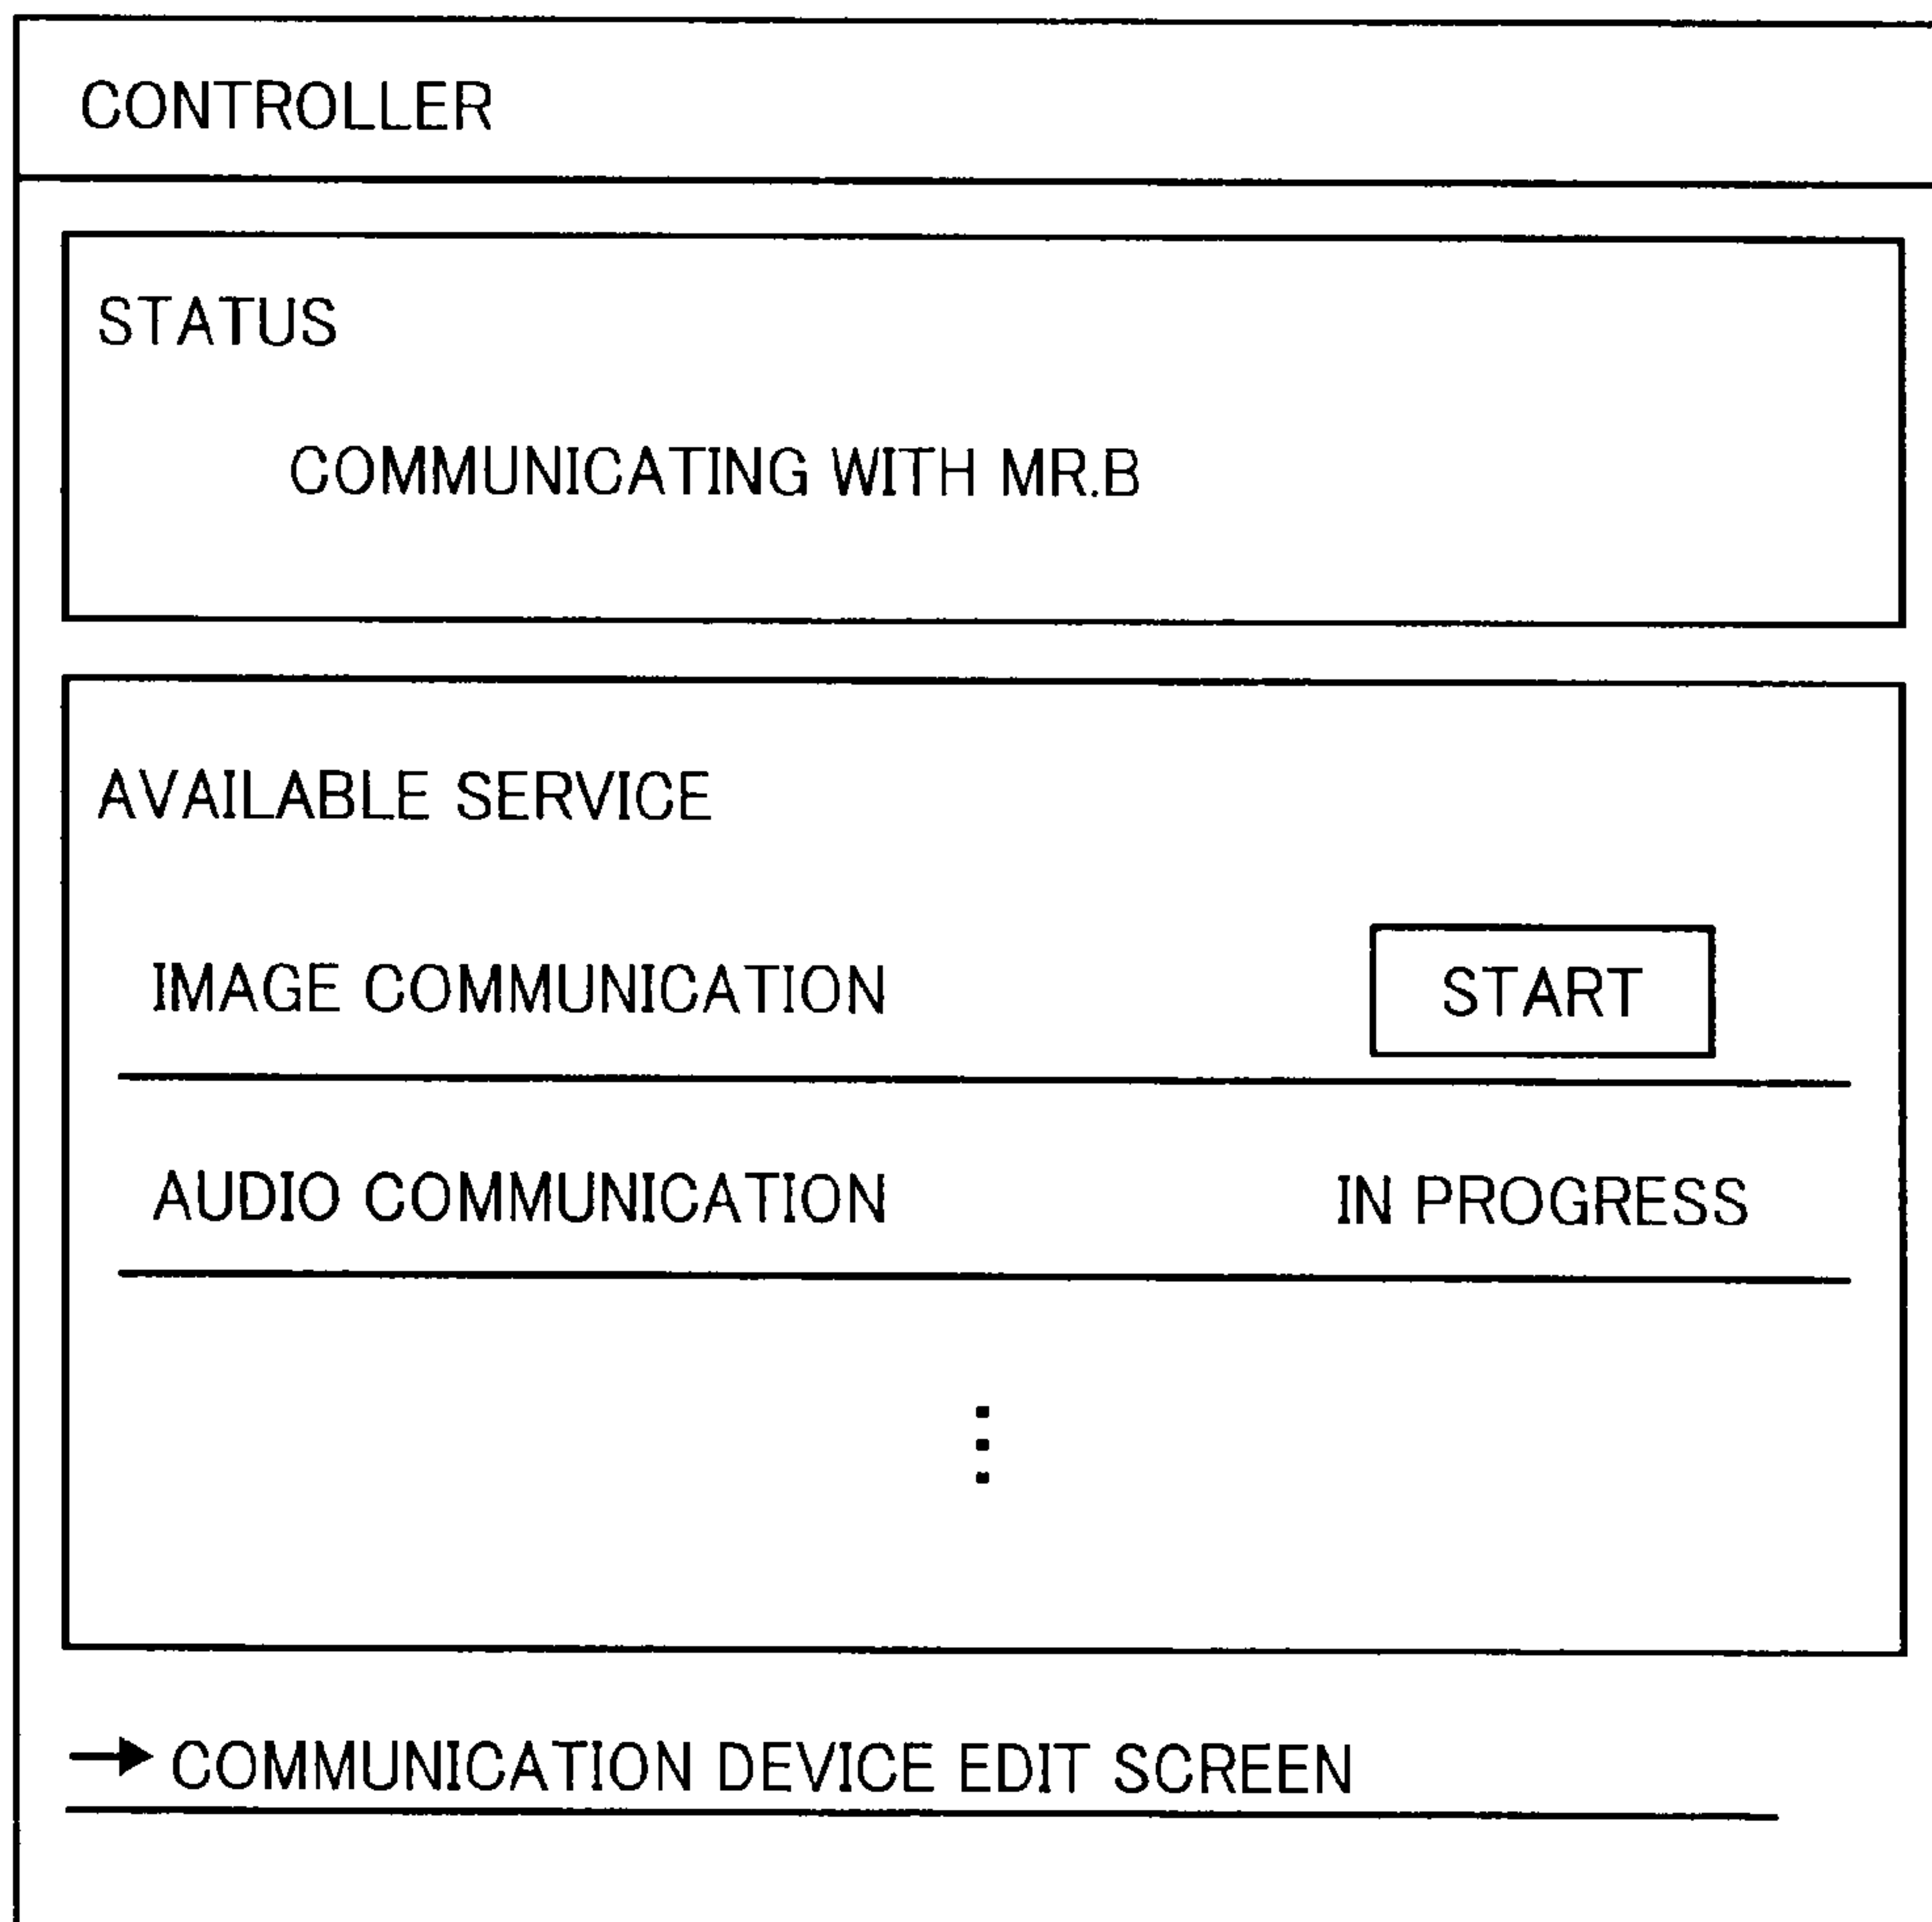 CONTROLLER
STATUS
COMMUNICATING WITH MR.B
AVAILABLE SERVICE
IMAGE COMMUNICATION START
AUDIO COMMUNICATION IN PROGRESS
COMMUNICATION DEVICE EDIT SCREEN